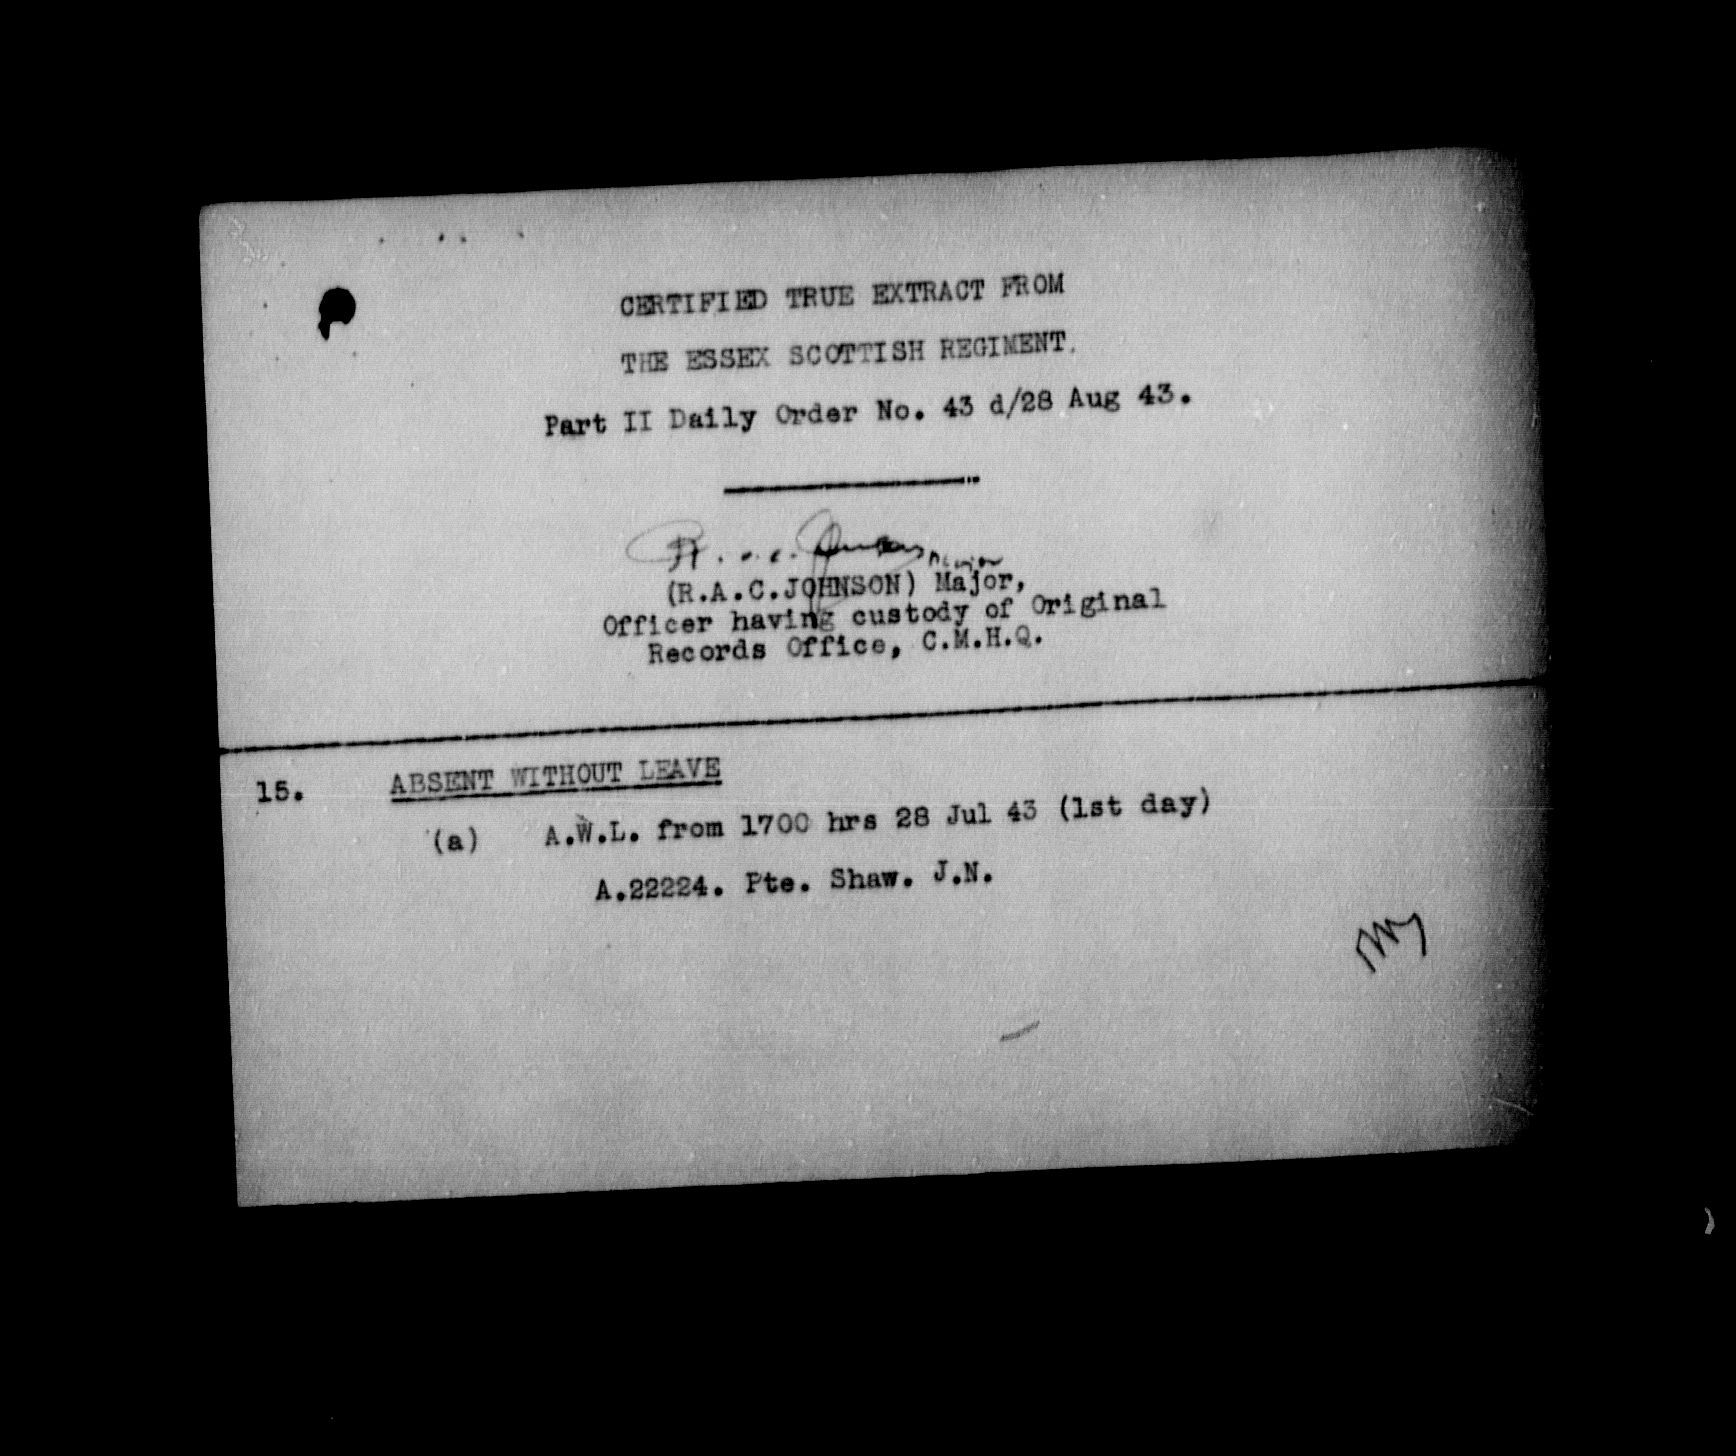 CERTIFIED TRUE EXTRACT FROM
THE ESSEX SCOTTISH REGIMENT.
Part II Daily Order No. 43 d/28 Aug 43.
R.A.C. Johnson, Major
(R.A.C.JOHNSON) Major,
Officer having custody of Original
Records Office, C.M.H.Q.
15. ABSENT WITHOUT LEAVE
(a) A.W.L. from 1700 hrs 28 Jul 43 (1st day)
A.22224. Pte. Shaw. J.N.